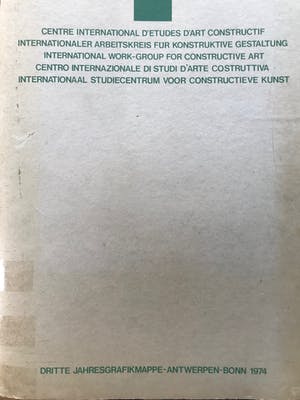 CENTRE INTERNATIONAL D'ETUDES D'ART CONSTRUCTIF
INTERNATIONALER ARBEITSKREIS FÜR KONSTRUKTIVE GESTALTUNG
INTERNATIONAL WORK-GROUP FOR CONSTRUCTIVE ART
CENTRO INTERNAZIONALE DI STUDI D'ARTE COSTRUTTIVA
INTERNATIONAAL STUDIECENTRUM VOOR CONSTRUCTIEVE KUNST
DRITTE JAHRESGRAFIKMAPPE-ANTWERPEN-BONN 1974